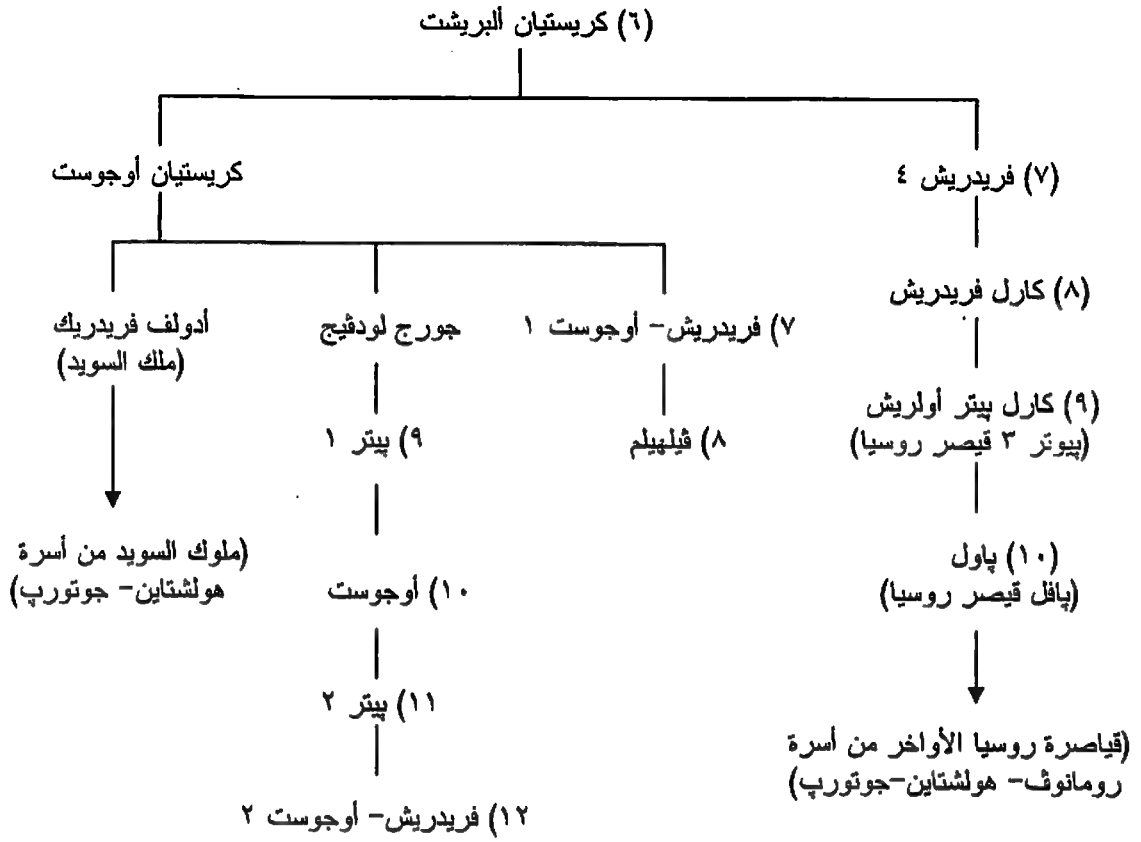 (٦) كريستيان ألبريشت
(٧) فريدريش ٤
كريستيان أوجوست
(٨) كارل فريدريش
٧) فريدريش- أوجوست ١
جورج لودڤيج
أدولف فريدريك
(ملك السويد)
(٩) كارل پيتر أولريش
(پيوتر ٣ قيصر روسيا)
٨) ڤيلهيلم
٩) پيتر ١
(١٠) پاول
(پافل قيصر روسيا)
١٠) أوجوست
(ملوك السويد من أسرة
هولشتاين- جوتورپ)
١١) پيتر ٢
(قياصرة روسيا الأواخر من أسرة
رومانوڤ- هولشتاين-جوتورپ)
١٢) فريدريش- أوجوست ٢